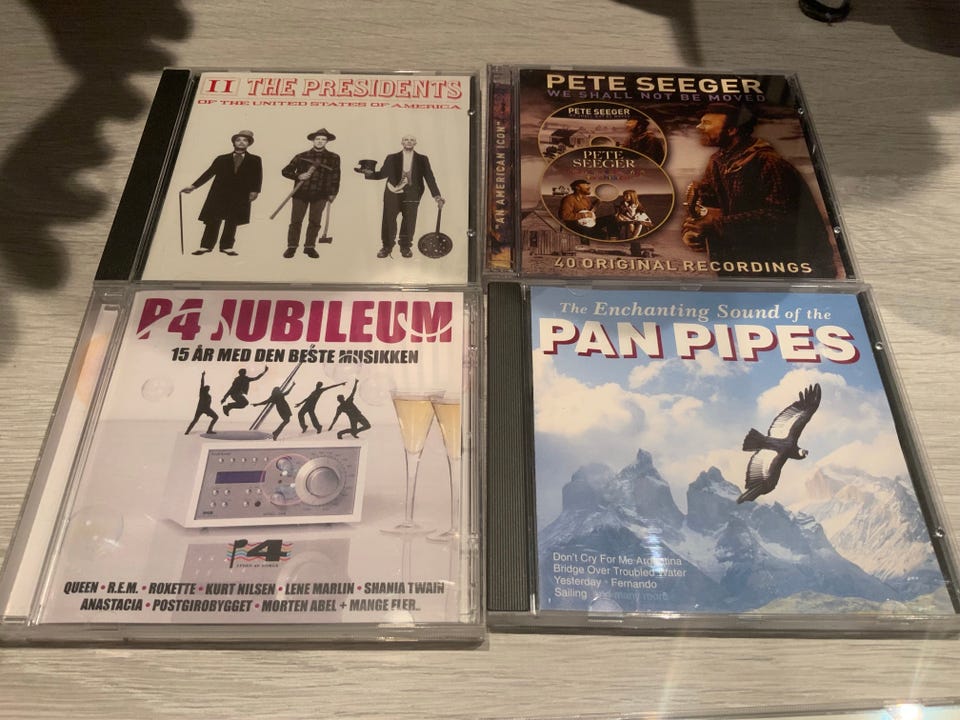 II THE PRESIDENTS
OF THE UNITED STATES OF AMERICA
PETE SEEGER
WE SHALL NOT BE MOVED
"AN AMERICAN ICON"
PETE SEEGER
PETE
SEEGER
40 ORIGINAL RECORDINGS
P4 JUBILEUM
15 ÅR MED DEN BESTE MUSIKKEN
P4
QUEEN • R.E.M. • ROXETTE • KURT NILSEN • LENE MARLIN • SHANIA TWAIN
ANASTACIA • POSTGIROBYGGET • MORTEN ABEL + MANGE FLER..
The Enchanting Sound of the
PAN PIPES
Don't Cry For Me Argentina
Bridge Over Troubled Water
Yesterday • Fernando
Sailing and many more